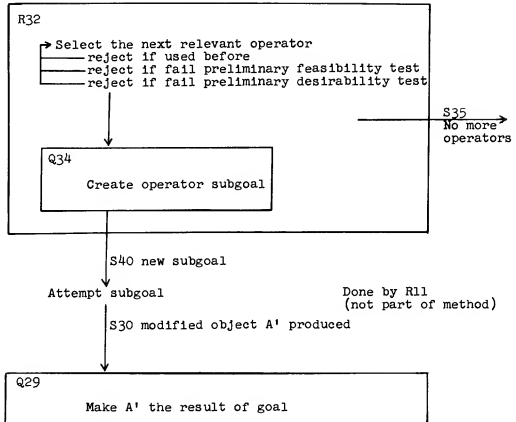 R32
Select the next relevant operator
reject if used before
reject if fail preliminary feasibility test
reject if fail preliminary desirability test
S35
No more
operators
Q34
Create operator subgoal
S40 new subgoal
Attempt subgoal
Done by R11
(not part of method)
S30 modified object A' produced
Q29
Make A' the result of goal